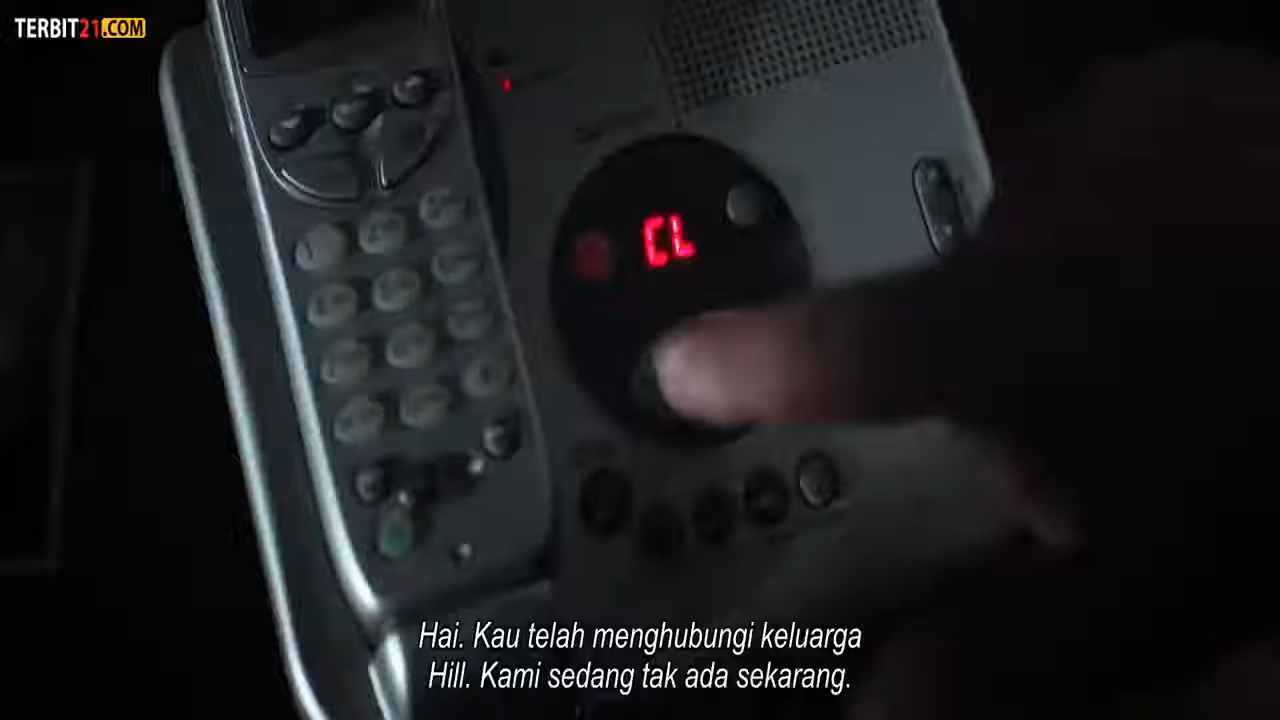 TERBIT21.COM
CL
Hai. Kau telah menghubungi keluarga
Hill. Kami sedang tak ada sekarang.